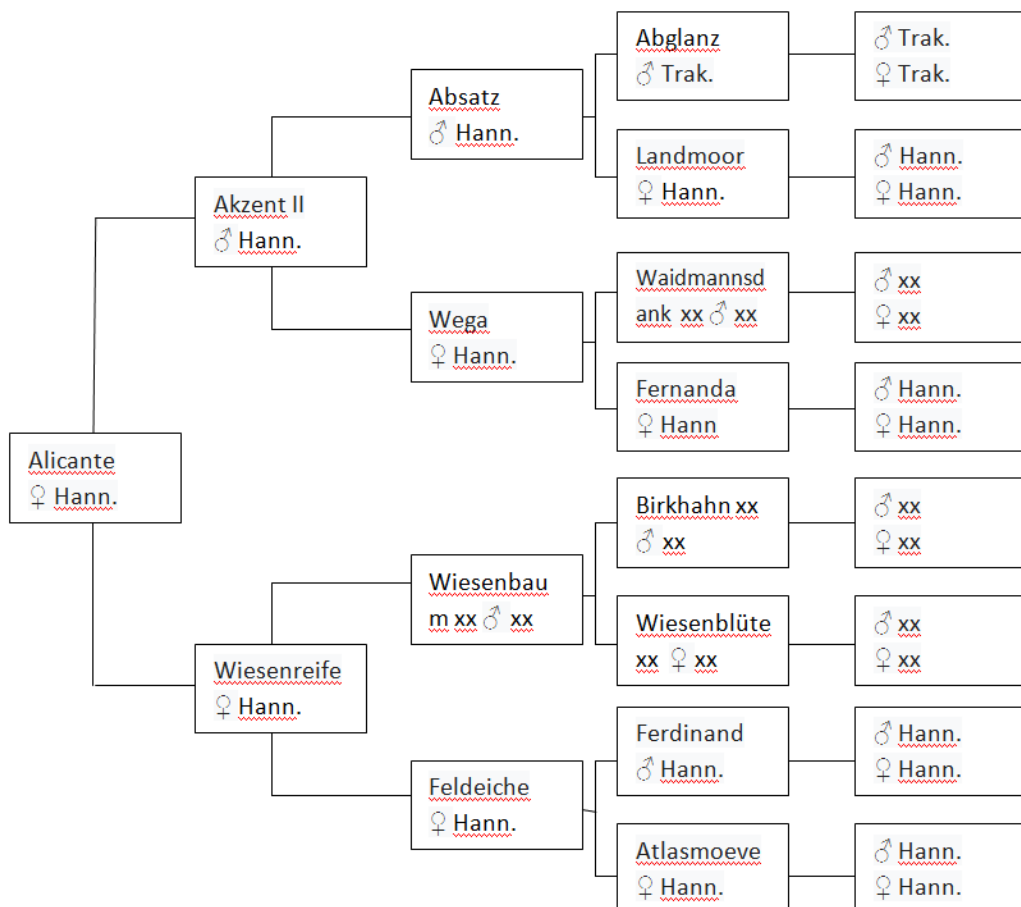 Alicante
♀ Hann.
Akzent II
♂ Hann.
Wiesenreife
♀ Hann.
Absatz
♂ Hann.
Wega
♀ Hann.
Wiesenbau
m xx ♂ xx
Feldeiche
♀ Hann.
Abglanz
♂ Trak.
Landmoor
♀ Hann.
Waidmannsd
ank xx ♂ xx
Fernanda
♀ Hann
Birkhahn xx
♂ xx
Wiesenblüte
xx ♀ xx
Ferdinand
♂ Hann.
Atlasmoeve
♀ Hann.
♂ Trak.
♀ Trak.
♂ Hann.
♀ Hann.
♂ xx
♀ xx
♂ Hann.
♀ Hann.
♂ xx
♀ xx
♂ xx
♀ xx
♂ Hann.
♀ Hann.
♂ Hann.
♀ Hann.